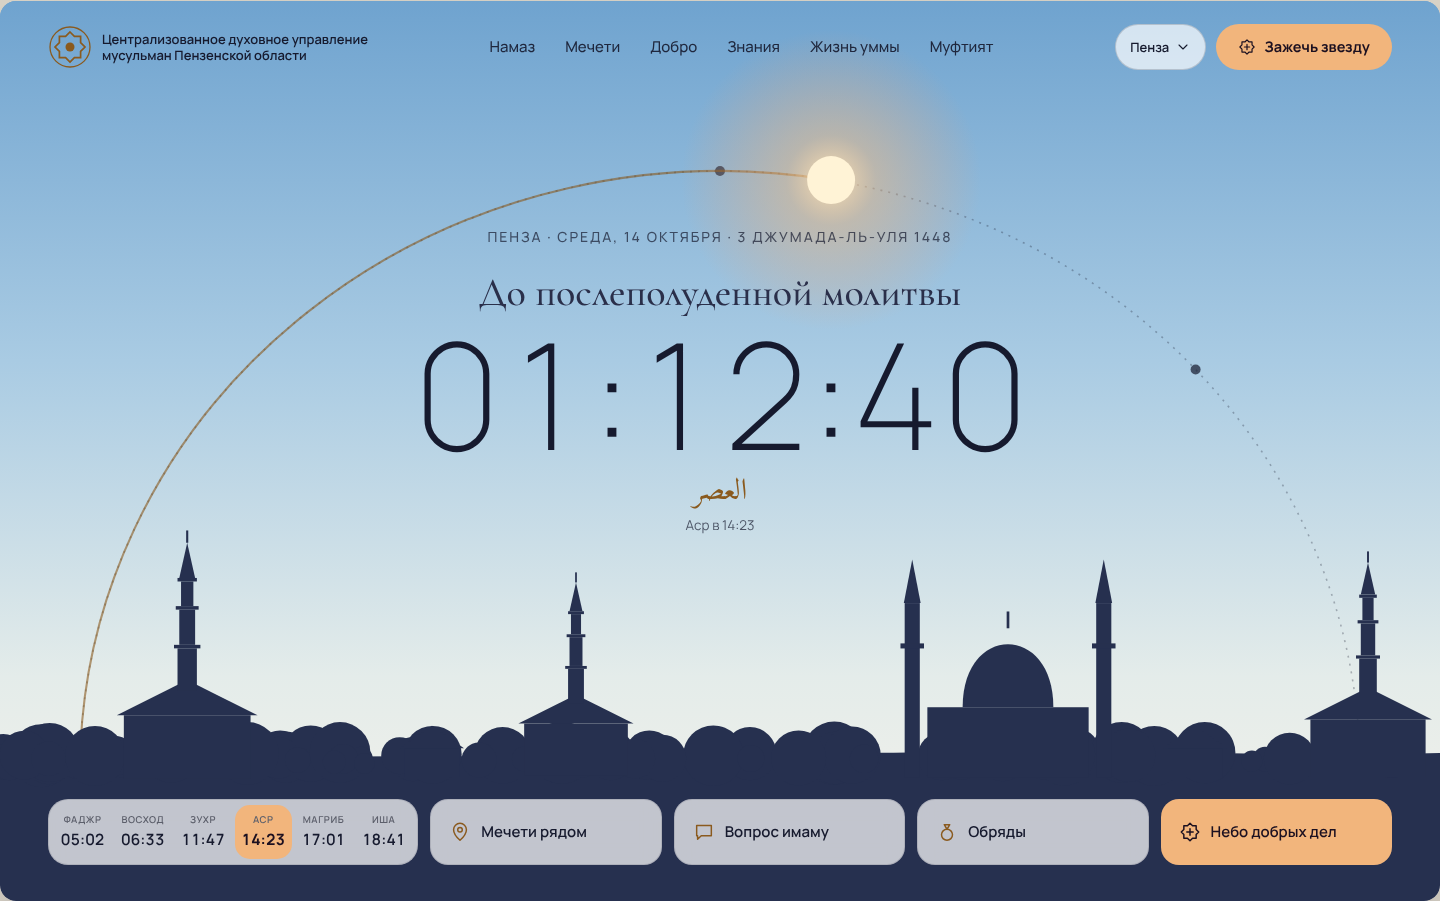 Централизованное духовное управление
мусульман Пензенской области
Намаз Мечети Добро Знания Жизнь уммы Муфтият
Пенза
Зажечь звезду
ПЕНЗА · СРЕДА, 14 ОКТЯБРЯ · 3 ДЖУМАДА-ЛЬ-УЛЯ 1448
До послеполуденной молитвы
01:12:40
العصر
Аср в 14:23
ФАДЖР ВОСХОД ЗУХР АСР МАГРИБ ИША
05:02 06:33 11:47 14:23 17:01 18:41
Мечети рядом
Вопрос имаму
Обряды
Небо добрых дел